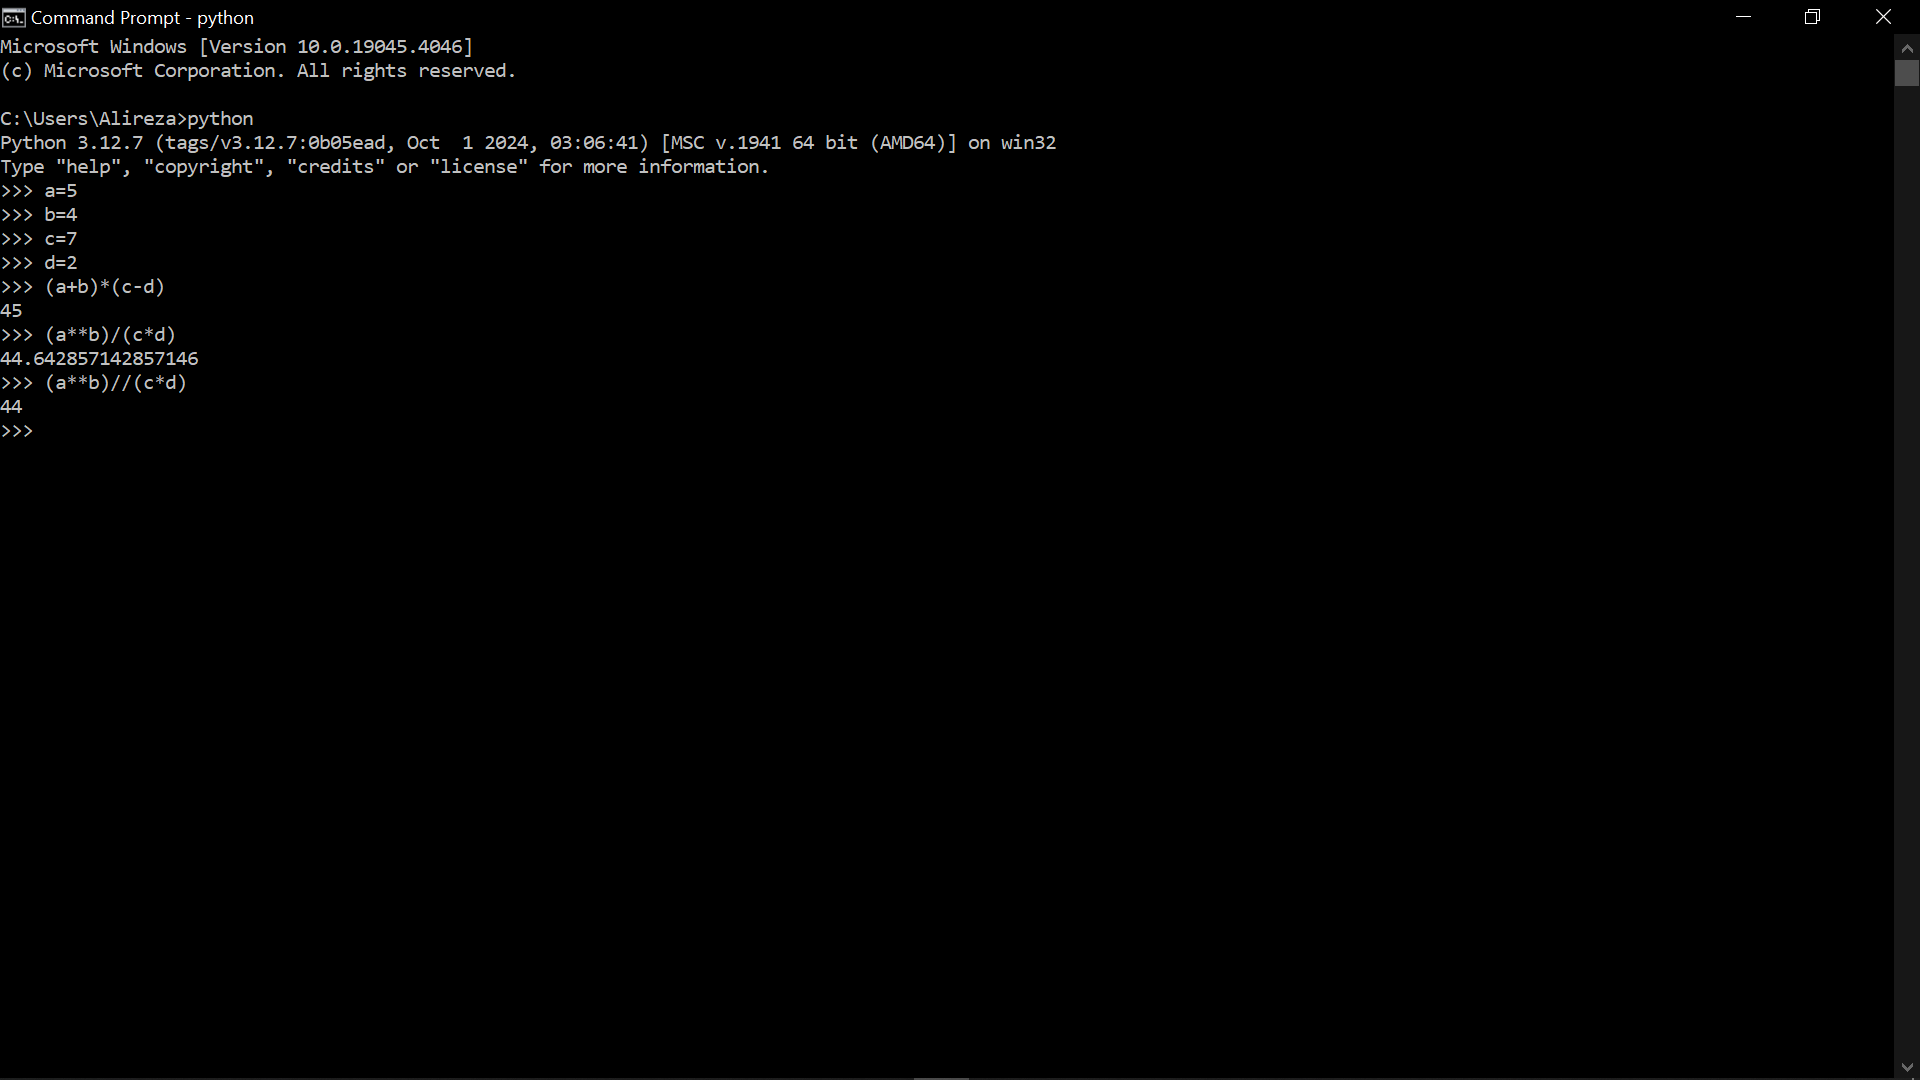 Command Prompt - python
Microsoft Windows [Version 10.0.19045.4046]
(c) Microsoft Corporation. All rights reserved.

C:\Users\Alireza>python
Python 3.12.7 (tags/v3.12.7:0b05ead, Oct  1 2024, 03:06:41) [MSC v.1941 64 bit (AMD64)] on win32
Type "help", "copyright", "credits" or "license" for more information.
>>> a=5
>>> b=4
>>> c=7
>>> d=2
>>> (a+b)*(c-d)
45
>>> (a**b)/(c*d)
44.642857142857146
>>> (a**b)//(c*d)
44
>>>